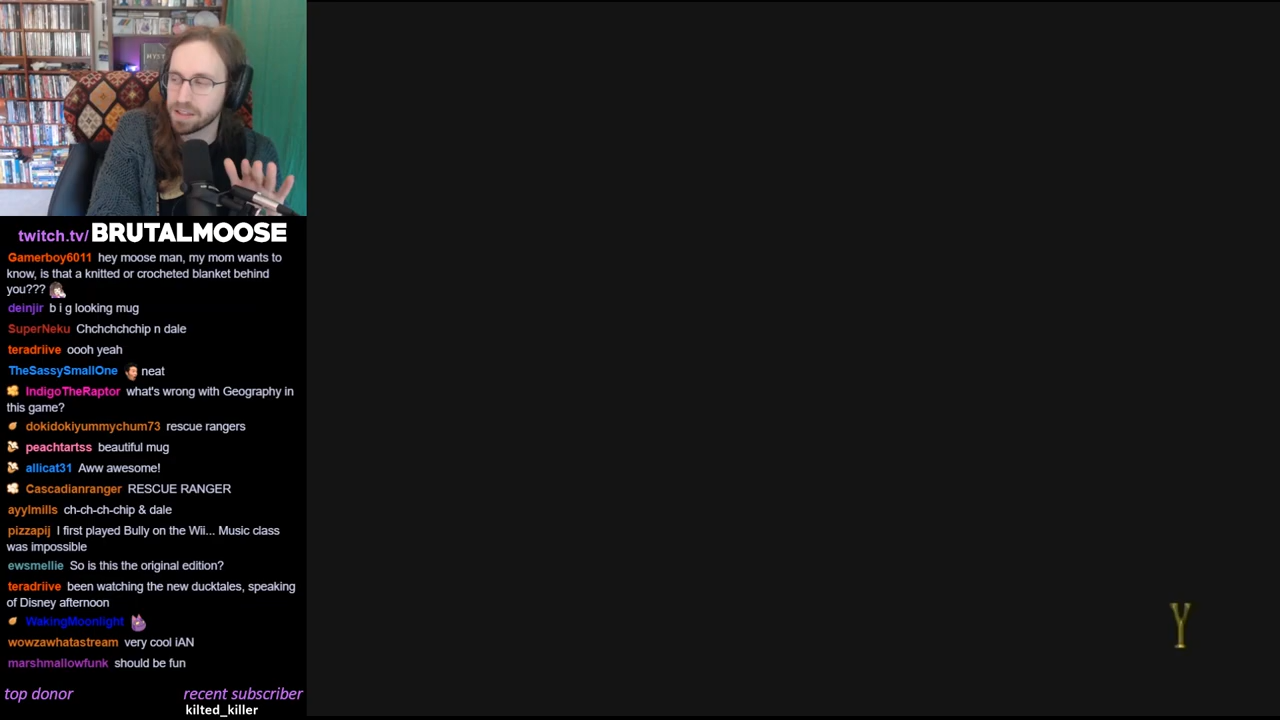 MYST
twitch.tv/BRUTALMOOSE
Gamerboy6011 hey moose man, my mom wants to
know, is that a knitted or crocheted blanket behind
you???
deinjir b i g looking mug
SuperNeku Chchchchchip n dale
teradriive oooh yeah
TheSassySmallOne neat
IndigoTheRaptor what's wrong with Geography in
this game?
dokidokiyummychum73 rescue rangers
peachtartss beautiful mug
allicat31 Aww awesome!
Cascadianranger RESCUE RANGER
ayylmills ch-ch-ch-chip & dale
pizzapij I first played Bully on the Wii... Music class
was impossible
ewsmellie So is this the original edition?
teradriive been watching the new ducktales, speaking
of Disney afternoon
WakingMoonlight
wowzawhatastream very cool iAN
marshmallowfunk should be fun
top donor recent subscriber
kilted_killer
Y